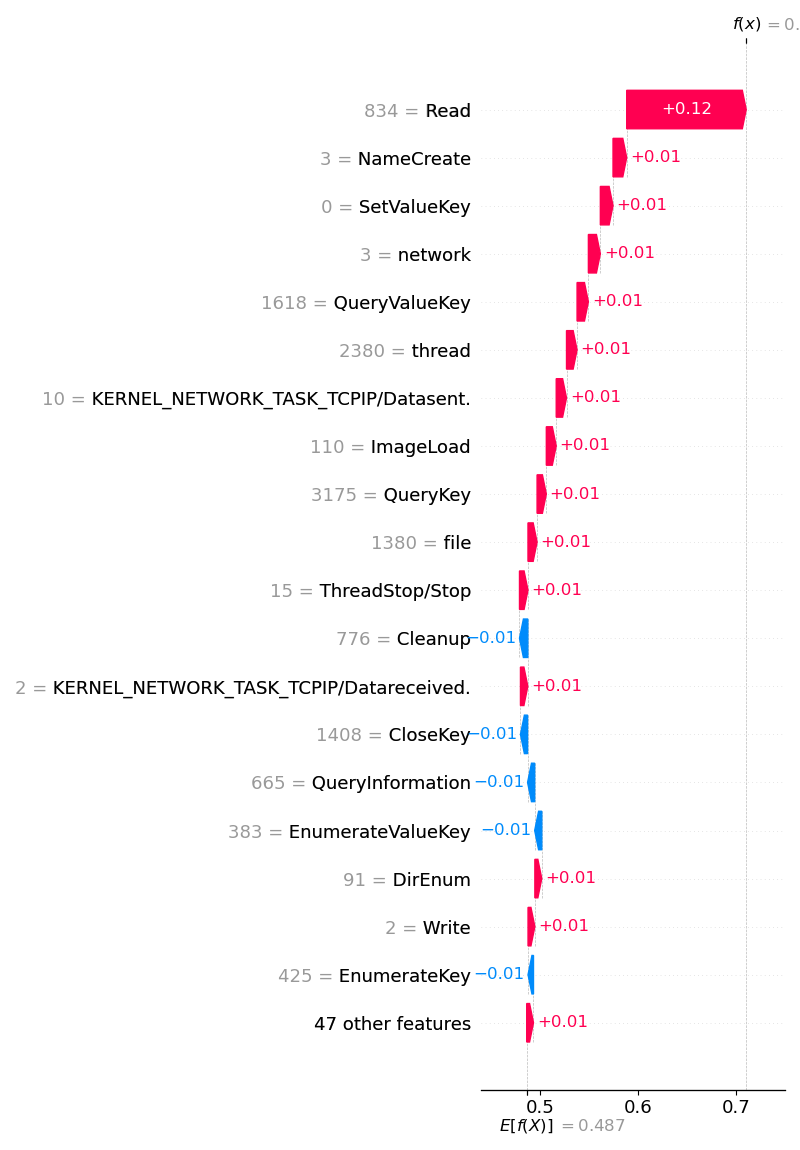 f(x) = 0.
834 = Read +0.12
3 = NameCreate +0.01
0 = SetValueKey +0.01
3 = network +0.01
1618 = QueryValueKey +0.01
2380 = thread +0.01
10 = KERNEL_NETWORK_TASK_TCPIP/Datasent. +0.01
110 = ImageLoad +0.01
3175 = QueryKey +0.01
1380 = file +0.01
15 = ThreadStop/Stop +0.01
776 = Cleanup −0.01
2 = KERNEL_NETWORK_TASK_TCPIP/Datareceived. +0.01
1408 = CloseKey −0.01
665 = QueryInformation −0.01
383 = EnumerateValueKey −0.01
91 = DirEnum +0.01
2 = Write +0.01
425 = EnumerateKey −0.01
47 other features +0.01
0.5 0.6 0.7
E[f(X)] = 0.487